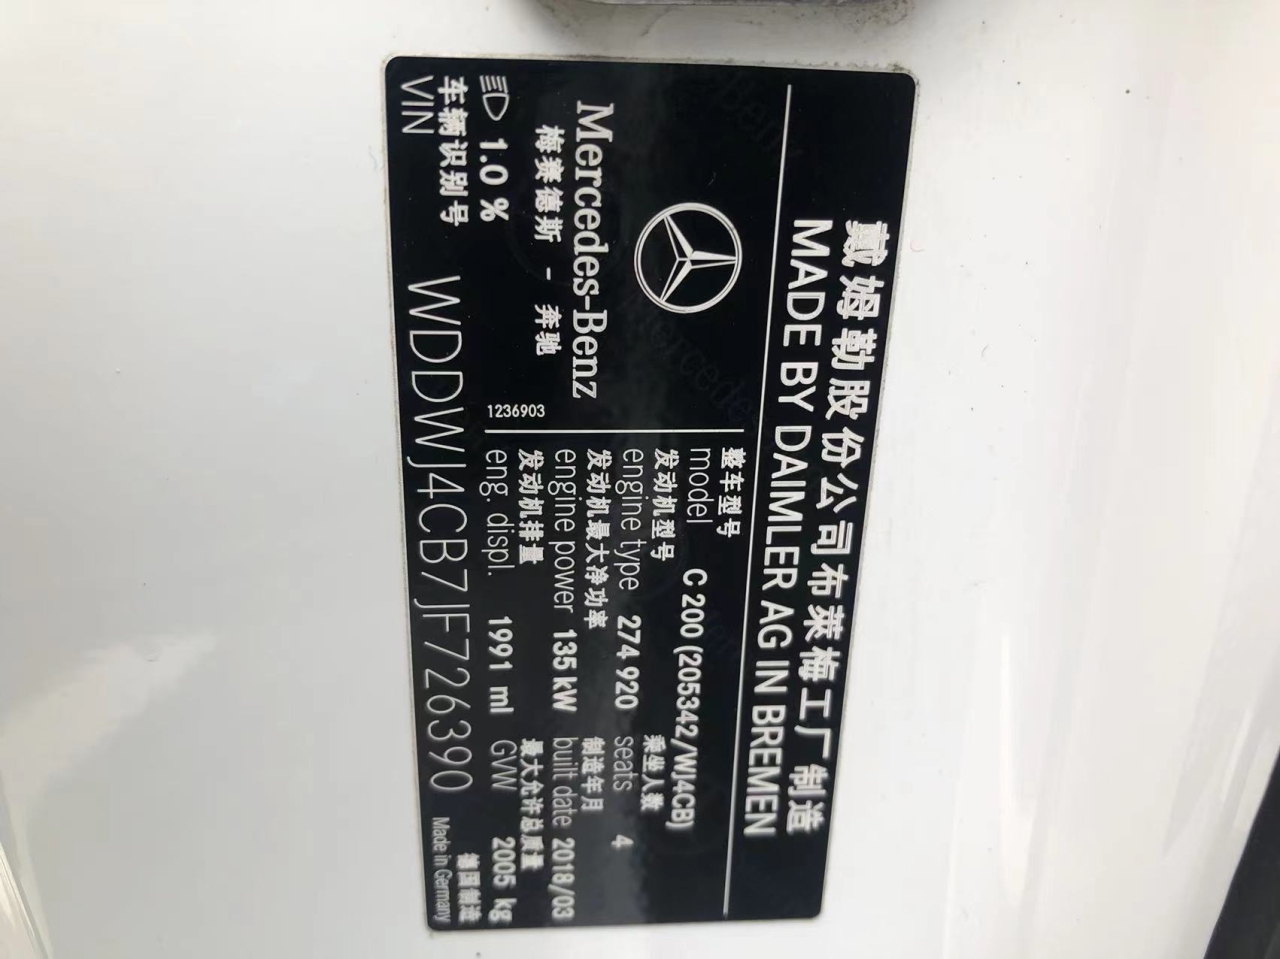 戴姆勒股份公司布莱梅工厂制造
MADE BY DAIMLER AG IN BREMEN
Mercedes-Benz
梅赛德斯 - 奔驰
1.0 %
1236903
整车型号
model C 200 (205342/WJ4CB)
发动机型号 乘坐人数
engine type 274 920 seats 4
发动机最大净功率 制造年月
engine power 135 kW built date 2018/03
发动机排量 最大允许总质量
eng. displ. 1991 ml GVW 2005 kg
车辆识别号 德国制造
VIN WDDWJ4CB7JF726390 Made in Germany